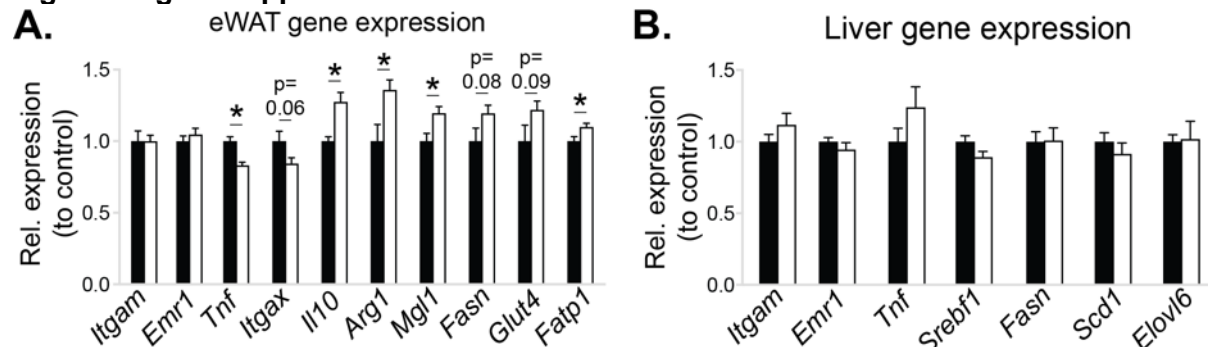 A.
eWAT gene expression
Rel. expression
(to control)
1.5
1.0
0.5
0.0
*
p=
0.06
*
*
*
p=
0.08
p=
0.09
*
Itgam
Emr1
Tnf
Itgax
Il10
Arg1
Mgl1
Fasn
Glut4
Fatp1
B.
Liver gene expression
Rel. expression
(to control)
1.5
1.0
0.5
0.0
Itgam
Emr1
Tnf
Srebf1
Fasn
Scd1
Elovl6